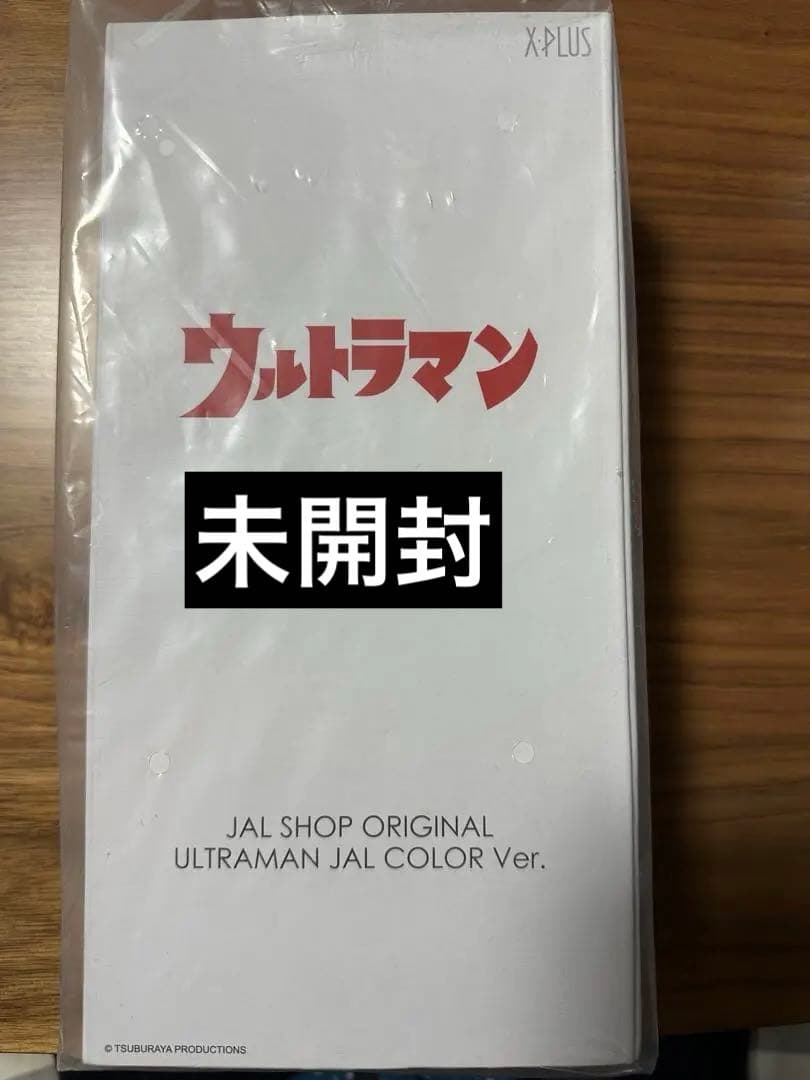 X-PLUS
ウルトラマン
未開封
JAL SHOP ORIGINAL
ULTRAMAN JAL COLOR Ver.
© TSUBURAYA PRODUCTIONS